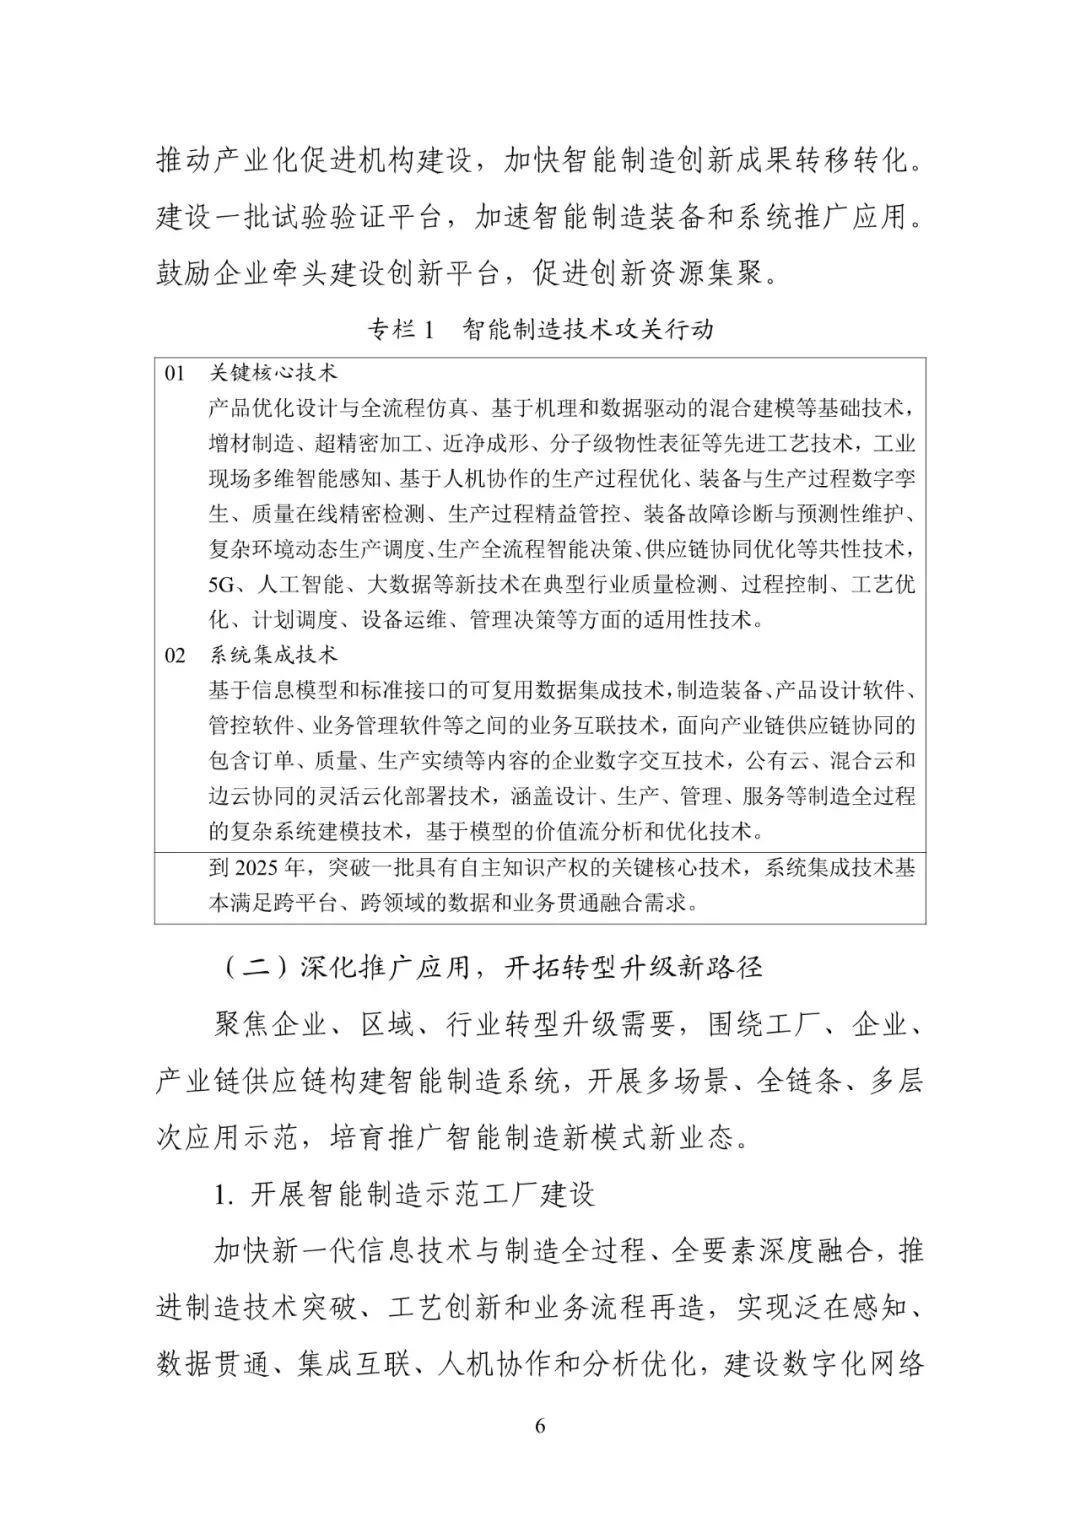 推动产业化促进机构建设，加快智能制造创新成果转移转化。
建设一批试验验证平台，加速智能制造装备和系统推广应用。
鼓励企业牵头建设创新平台，促进创新资源集聚。
专栏 1　智能制造技术攻关行动
01　关键核心技术
产品优化设计与全流程仿真、基于机理和数据驱动的混合建模等基础技术，
增材制造、超精密加工、近净成形、分子级物性表征等先进工艺技术，工业
现场多维智能感知、基于人机协作的生产过程优化、装备与生产过程数字孪
生、质量在线精密检测、生产过程精益管控、装备故障诊断与预测性维护、
复杂环境动态生产调度、生产全流程智能决策、供应链协同优化等共性技术，
5G、人工智能、大数据等新技术在典型行业质量检测、过程控制、工艺优
化、计划调度、设备运维、管理决策等方面的适用性技术。
02　系统集成技术
基于信息模型和标准接口的可复用数据集成技术，制造装备、产品设计软件、
管控软件、业务管理软件等之间的业务互联技术，面向产业链供应链协同的
包含订单、质量、生产实绩等内容的企业数字交互技术，公有云、混合云和
边云协同的灵活云化部署技术，涵盖设计、生产、管理、服务等制造全过程
的复杂系统建模技术，基于模型的价值流分析和优化技术。
到 2025 年，突破一批具有自主知识产权的关键核心技术，系统集成技术基
本满足跨平台、跨领域的数据和业务贯通融合需求。
（二）深化推广应用，开拓转型升级新路径
聚焦企业、区域、行业转型升级需要，围绕工厂、企业、
产业链供应链构建智能制造系统，开展多场景、全链条、多层
次应用示范，培育推广智能制造新模式新业态。
1. 开展智能制造示范工厂建设
加快新一代信息技术与制造全过程、全要素深度融合，推
进制造技术突破、工艺创新和业务流程再造，实现泛在感知、
数据贯通、集成互联、人机协作和分析优化，建设数字化网络
6